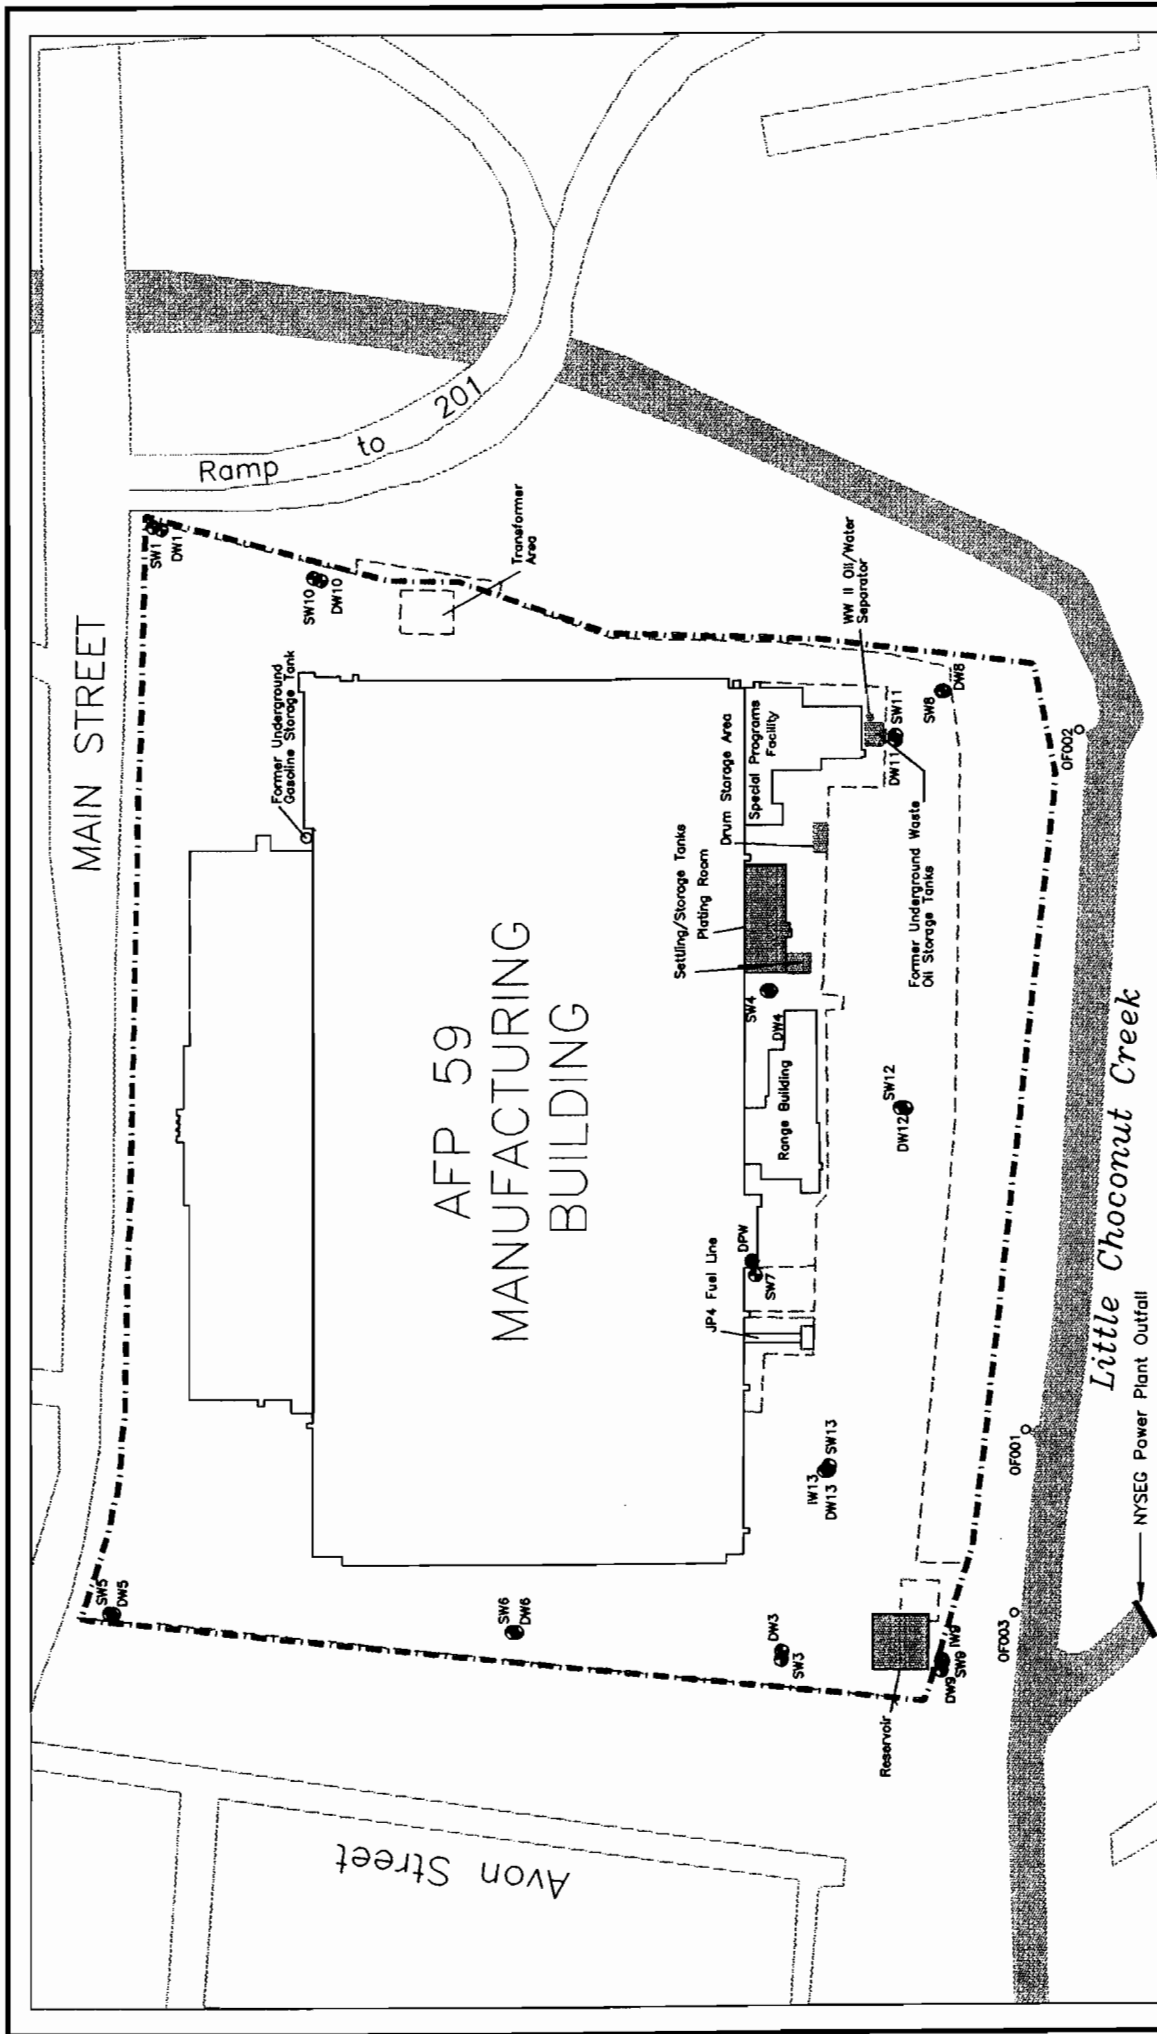 MAIN STREET
Ramp
to
201
SW1
DW1
SW10
DW10
Transformer
Area
Former Underground
Gasoline Storage Tank
WW II Oil/Water
Separator
SW8
DW8
SW11
DW11
Drum Storage Area
Special Programs
Facility
Settling/Storage Tanks
Plating Room
Former Underground Waste
Oil Storage Tanks
OF002
AFP 59
MANUFACTURING
BUILDING
SW4
DW4
Range Building
SW12
DW12
DPW
SW7
JP4 Fuel Line
Little Choconut Creek
NYSEG Power Plant Outfall
OF001
IW13
SW13
DW13
OF003
SW5
DW5
SW6
DW6
DW3
SW3
IW9
SW9
DW9
Reservoir
Avon Street